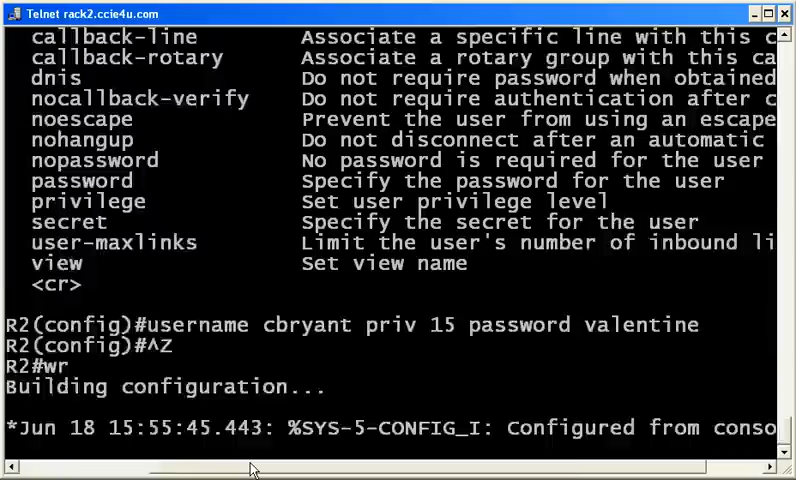 Telnet rack2.ccie4u.com
callback-line Associate a specific line with this c
callback-rotary Associate a rotary group with this ca
dnis Do not require password when obtained
nocallback-verify Do not require authentication after c
noescape Prevent the user from using an escape
nohangup Do not disconnect after an automatic
nopassword No password is required for the user
password Specify the password for the user
privilege Set user privilege level
secret Specify the secret for the user
user-maxlinks Limit the user's number of inbound li
view Set view name
<cr>
R2(config)#username cbryant priv 15 password valentine
R2(config)#^Z
R2#wr
Building configuration...
*Jun 18 15:55:45.443: %SYS-5-CONFIG_I: Configured from conso